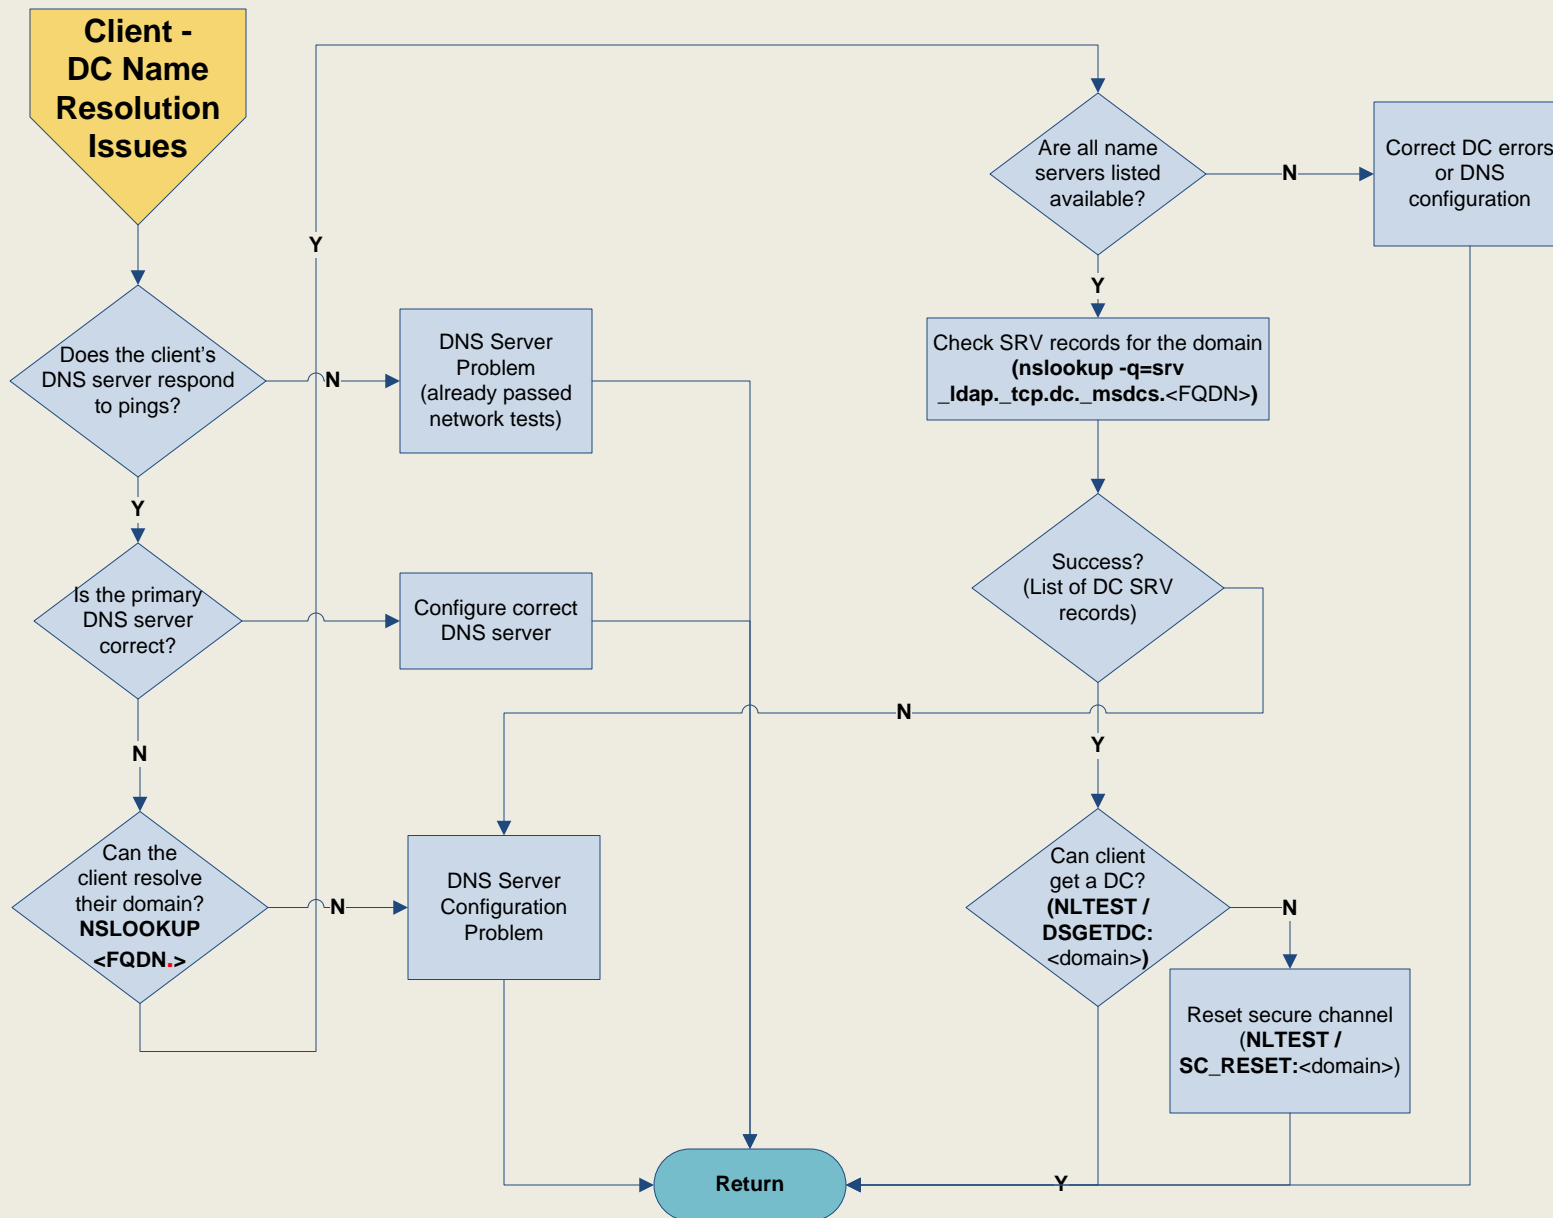 Client -
DC Name
Resolution
Issues
Y
Are all name
servers listed
available?
N
Correct DC errors
or DNS
configuration
Y
Does the client's
DNS server respond
to pings?
N
DNS Server
Problem
(already passed
network tests)
Check SRV records for the domain
(nslookup -q=srv
_ldap._tcp.dc._msdcs.<FQDN>)
Y
Is the primary
DNS server
correct?
Configure correct
DNS server
Success?
(List of DC SRV
records)
N
N
Y
Can the
client resolve
their domain?
NSLOOKUP
<FQDN.>
N
DNS Server
Configuration
Problem
Can client
get a DC?
(NLTEST /
DSGETDC:
<domain>)
N
Reset secure channel
(NLTEST /
SC_RESET:<domain>)
Return
Y